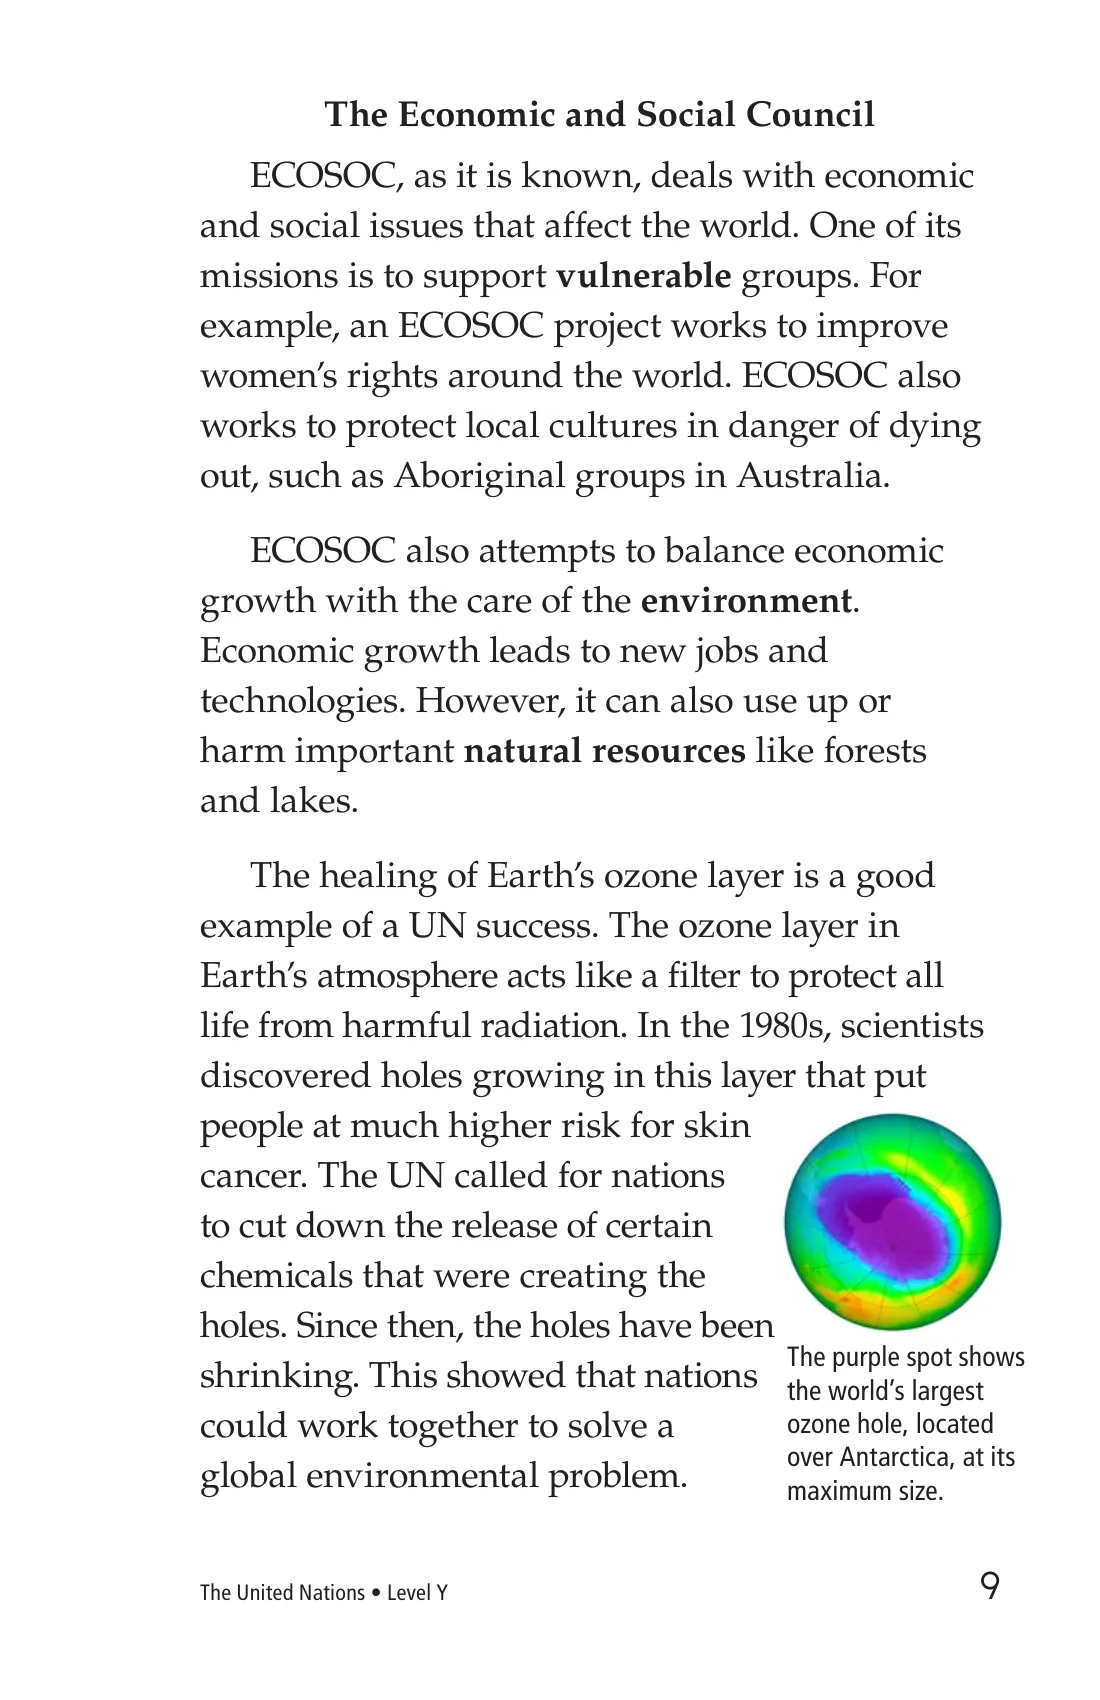 The Economic and Social Council
ECOSOC, as it is known, deals with economic
and social issues that affect the world. One of its
missions is to support vulnerable groups. For
example, an ECOSOC project works to improve
women’s rights around the world. ECOSOC also
works to protect local cultures in danger of dying
out, such as Aboriginal groups in Australia.
ECOSOC also attempts to balance economic
growth with the care of the environment.
Economic growth leads to new jobs and
technologies. However, it can also use up or
harm important natural resources like forests
and lakes.
The healing of Earth’s ozone layer is a good
example of a UN success. The ozone layer in
Earth’s atmosphere acts like a filter to protect all
life from harmful radiation. In the 1980s, scientists
discovered holes growing in this layer that put
people at much higher risk for skin
cancer. The UN called for nations
to cut down the release of certain
chemicals that were creating the
holes. Since then, the holes have been
shrinking. This showed that nations
could work together to solve a
global environmental problem.
The purple spot shows
the world’s largest
ozone hole, located
over Antarctica, at its
maximum size.
The United Nations • Level Y
9